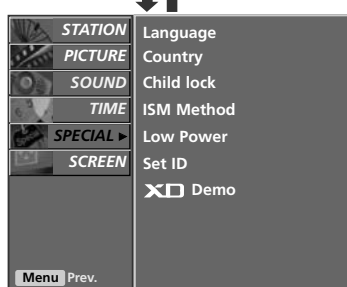 STATION
PICTURE
SOUND
TIME
SPECIAL ►
SCREEN
Menu Prev.
Language
Country
Child lock
ISM Method
Low Power
Set ID
XD Demo